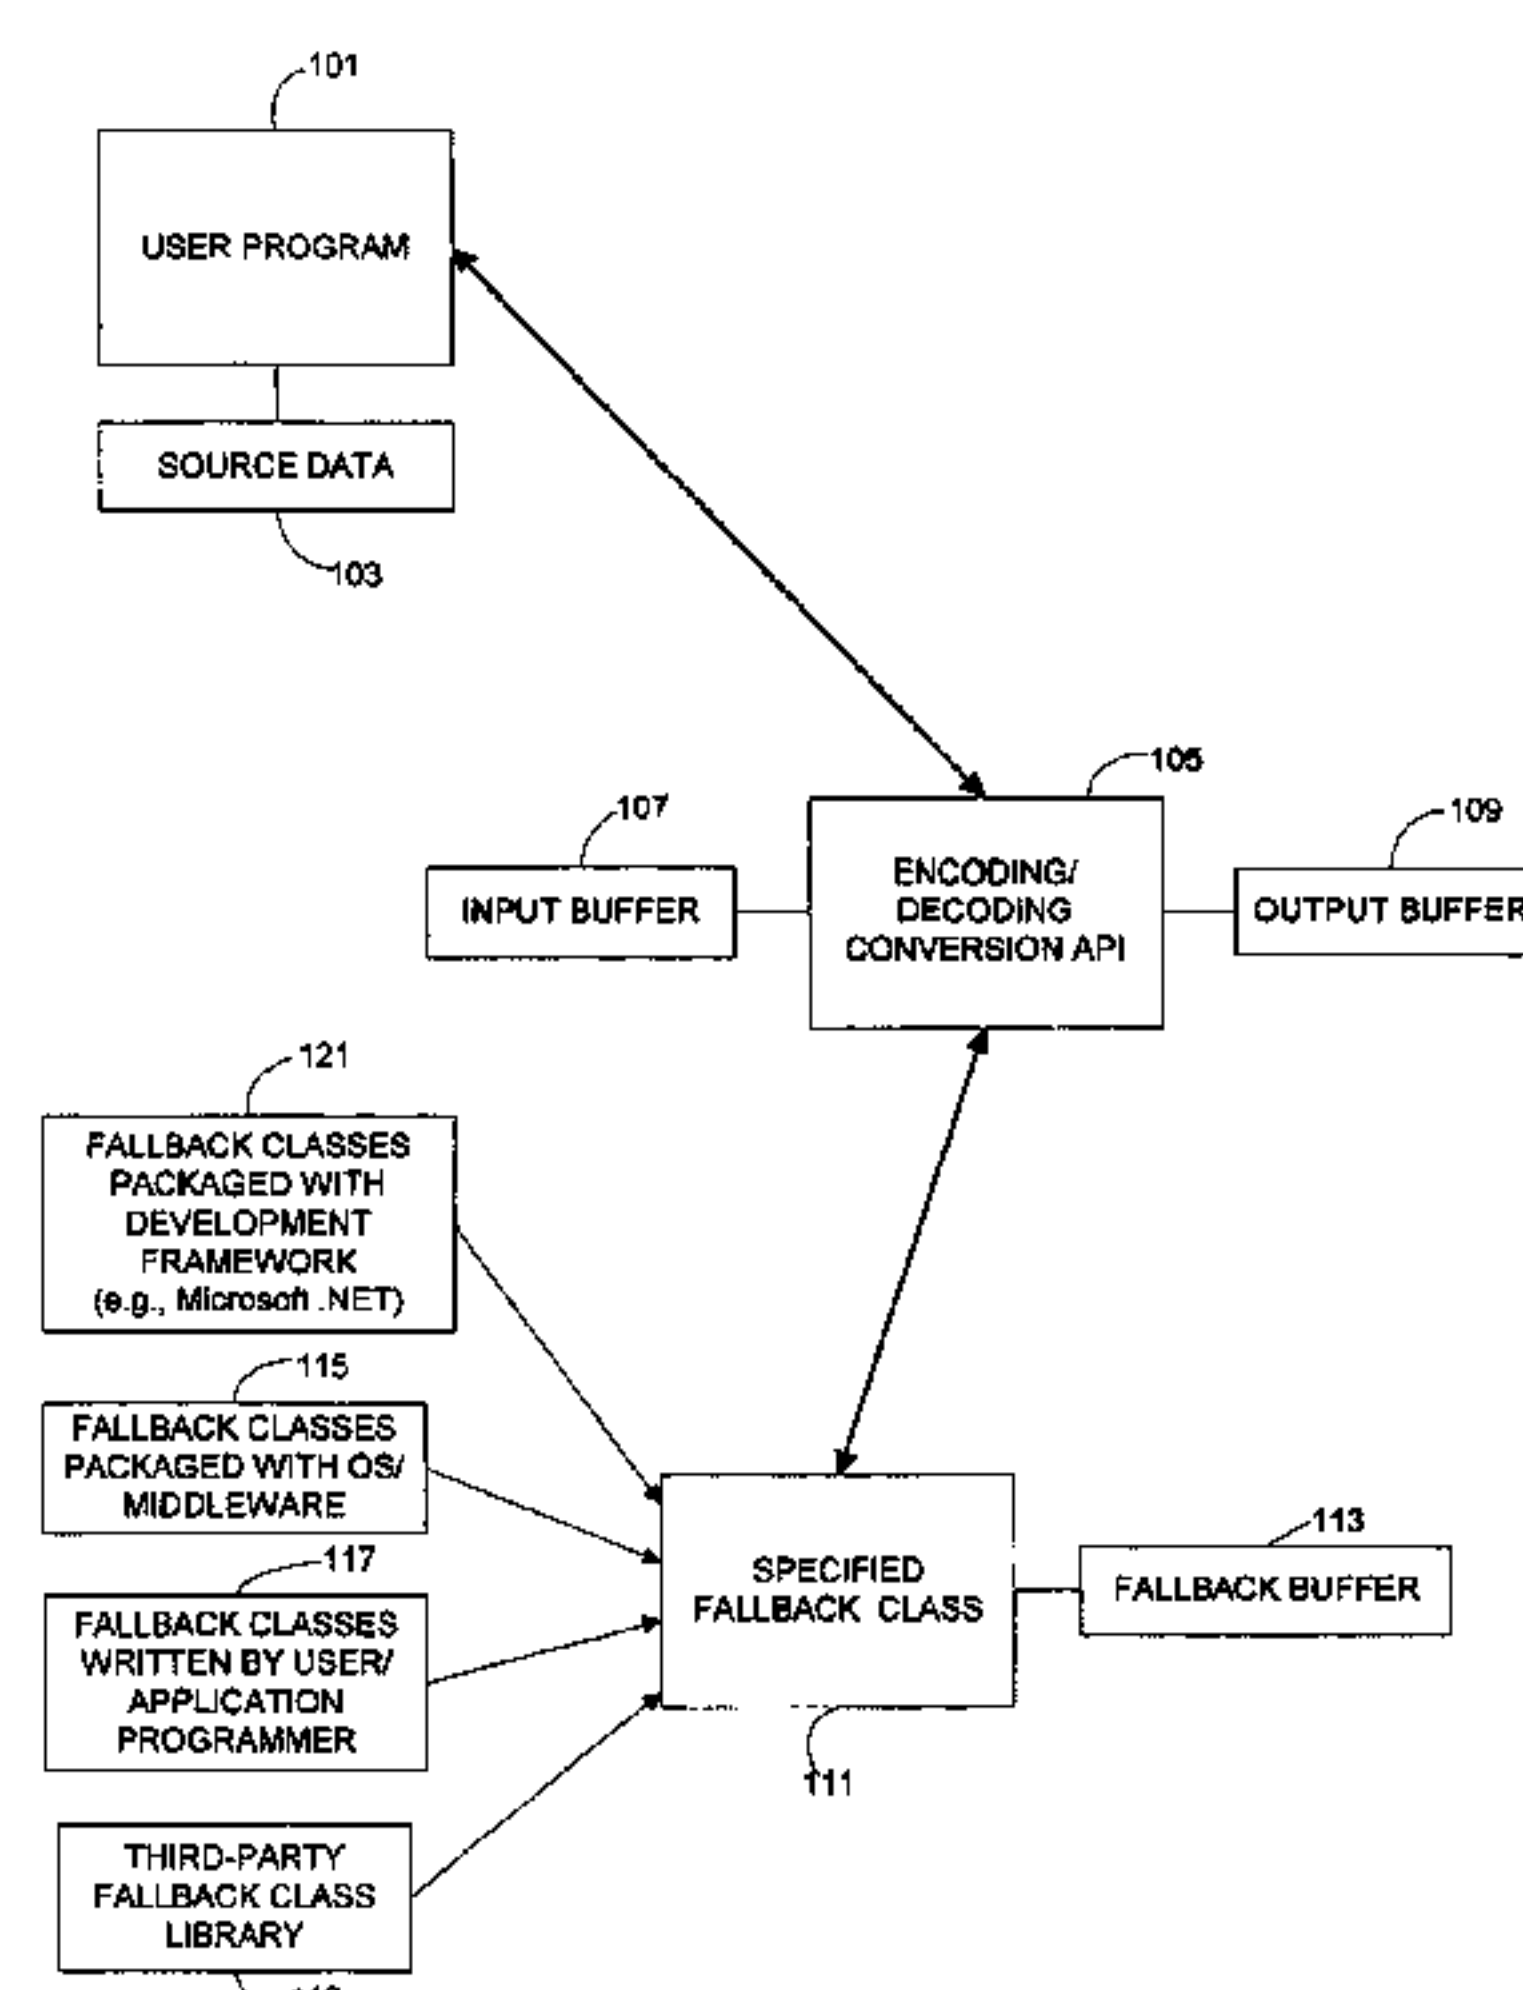 101
USER PROGRAM
SOURCE DATA
103
105
107
109
ENCODING/
DECODING
CONVERSION API
INPUT BUFFER
OUTPUT BUFFER
121
FALLBACK CLASSES
PACKAGED WITH
DEVELOPMENT
FRAMEWORK
(e.g., Microsoft .NET)
115
FALLBACK CLASSES
PACKAGED WITH OS/
MIDDLEWARE
117
FALLBACK CLASSES
WRITTEN BY USER/
APPLICATION
PROGRAMMER
SPECIFIED
FALLBACK CLASS
113
FALLBACK BUFFER
111
THIRD-PARTY
FALLBACK CLASS
LIBRARY